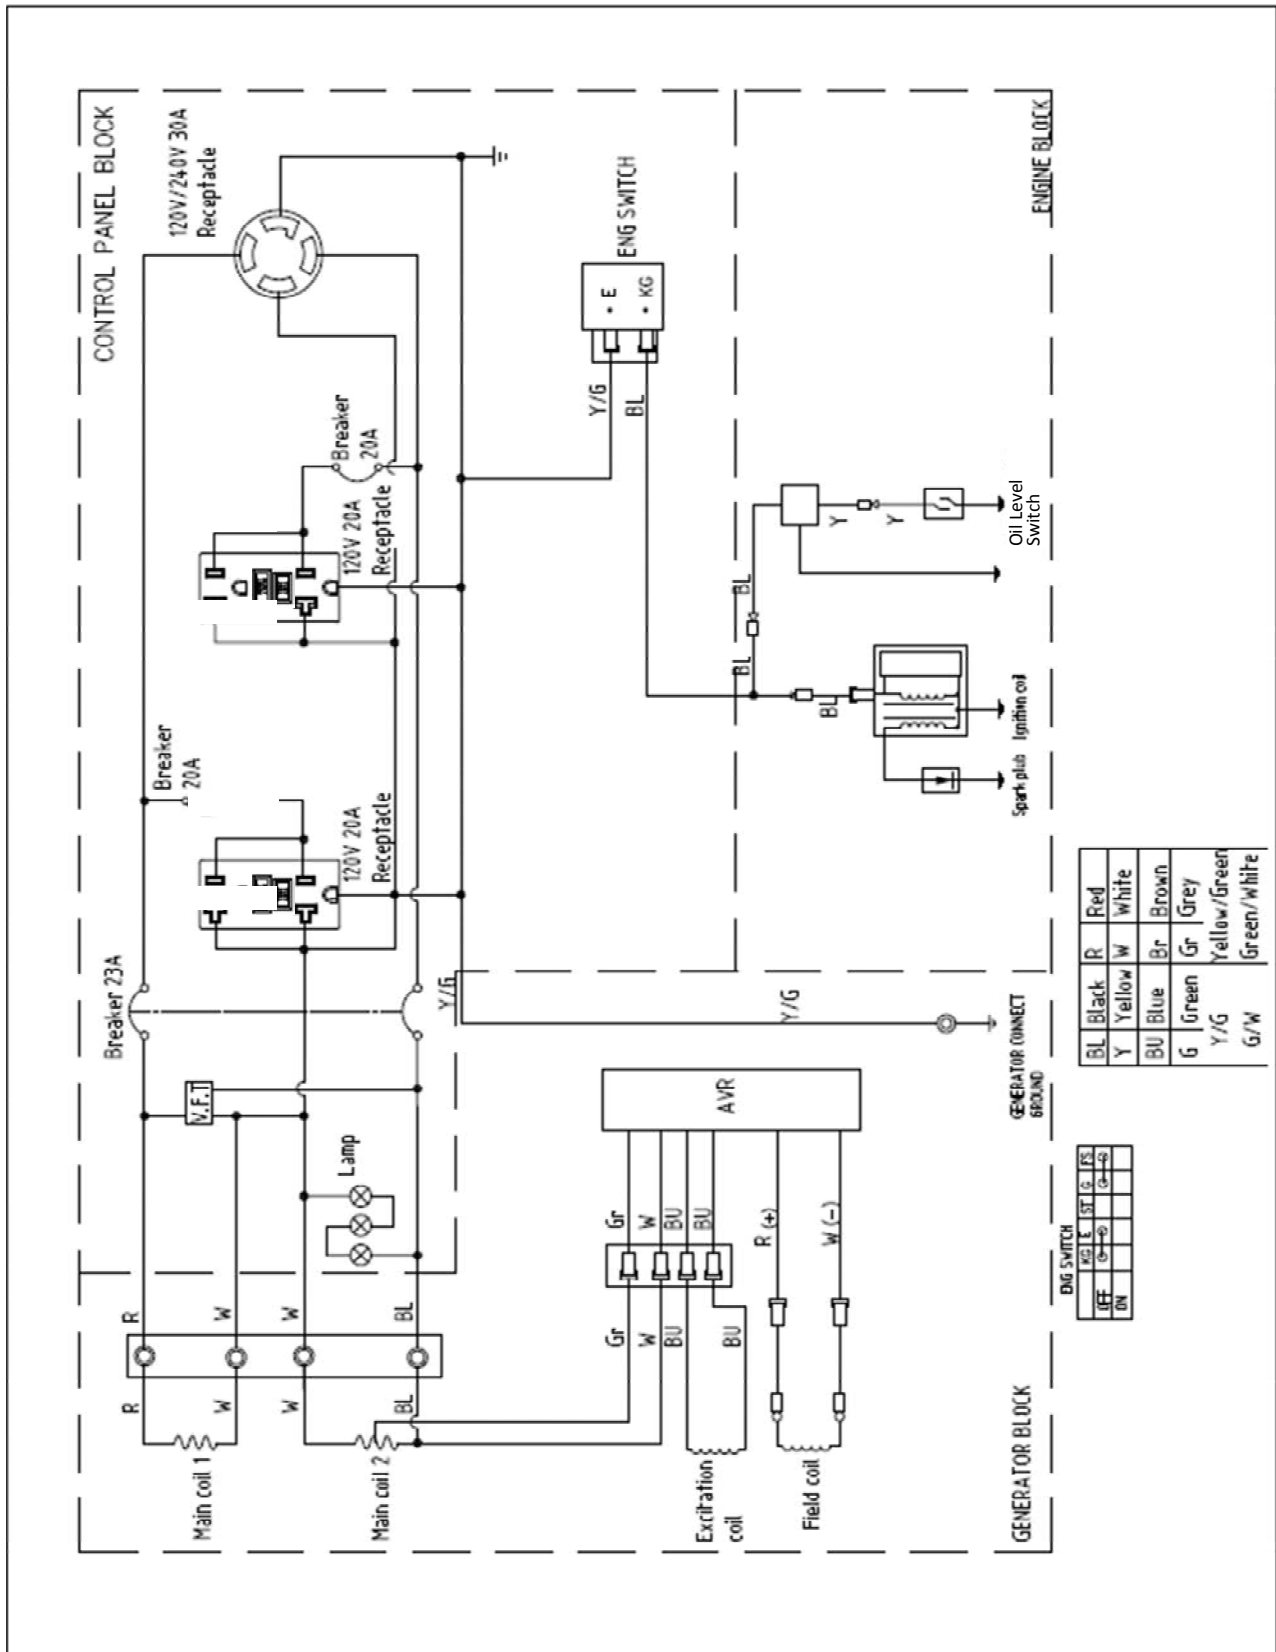 CONTROL PANEL BLOCK
120V/240V 30A
Receptacle
Breaker
20A
120V 20A
Receptacle
Breaker
20A
120V 20A
Receptacle
Breaker 23A
V.F.T
Lamp
R
W
W
BL
R
W
W
BL
Main coil 1
Main coil 2
ENG SWITCH
E
KG
Y/G
BL
Y/G
Y/G
ENGINE BLOCK
BL
BL
BL
Y
Y
Oil Level
Switch
Ignition coil
Spark plub
GENERATOR CONNECT
GROUND
AVR
Gr
W
BU
BU
R (+)
W (-)
Gr
W
BU
BU
Excitation
coil
Field coil
GENERATOR BLOCK
ENG SWITCH
KG E ST G FS
OFF
ON
BL Black R Red
Y Yellow W White
BU Blue Br Brown
G Green Gr Grey
Y/G Yellow/Green
G/W Green/White